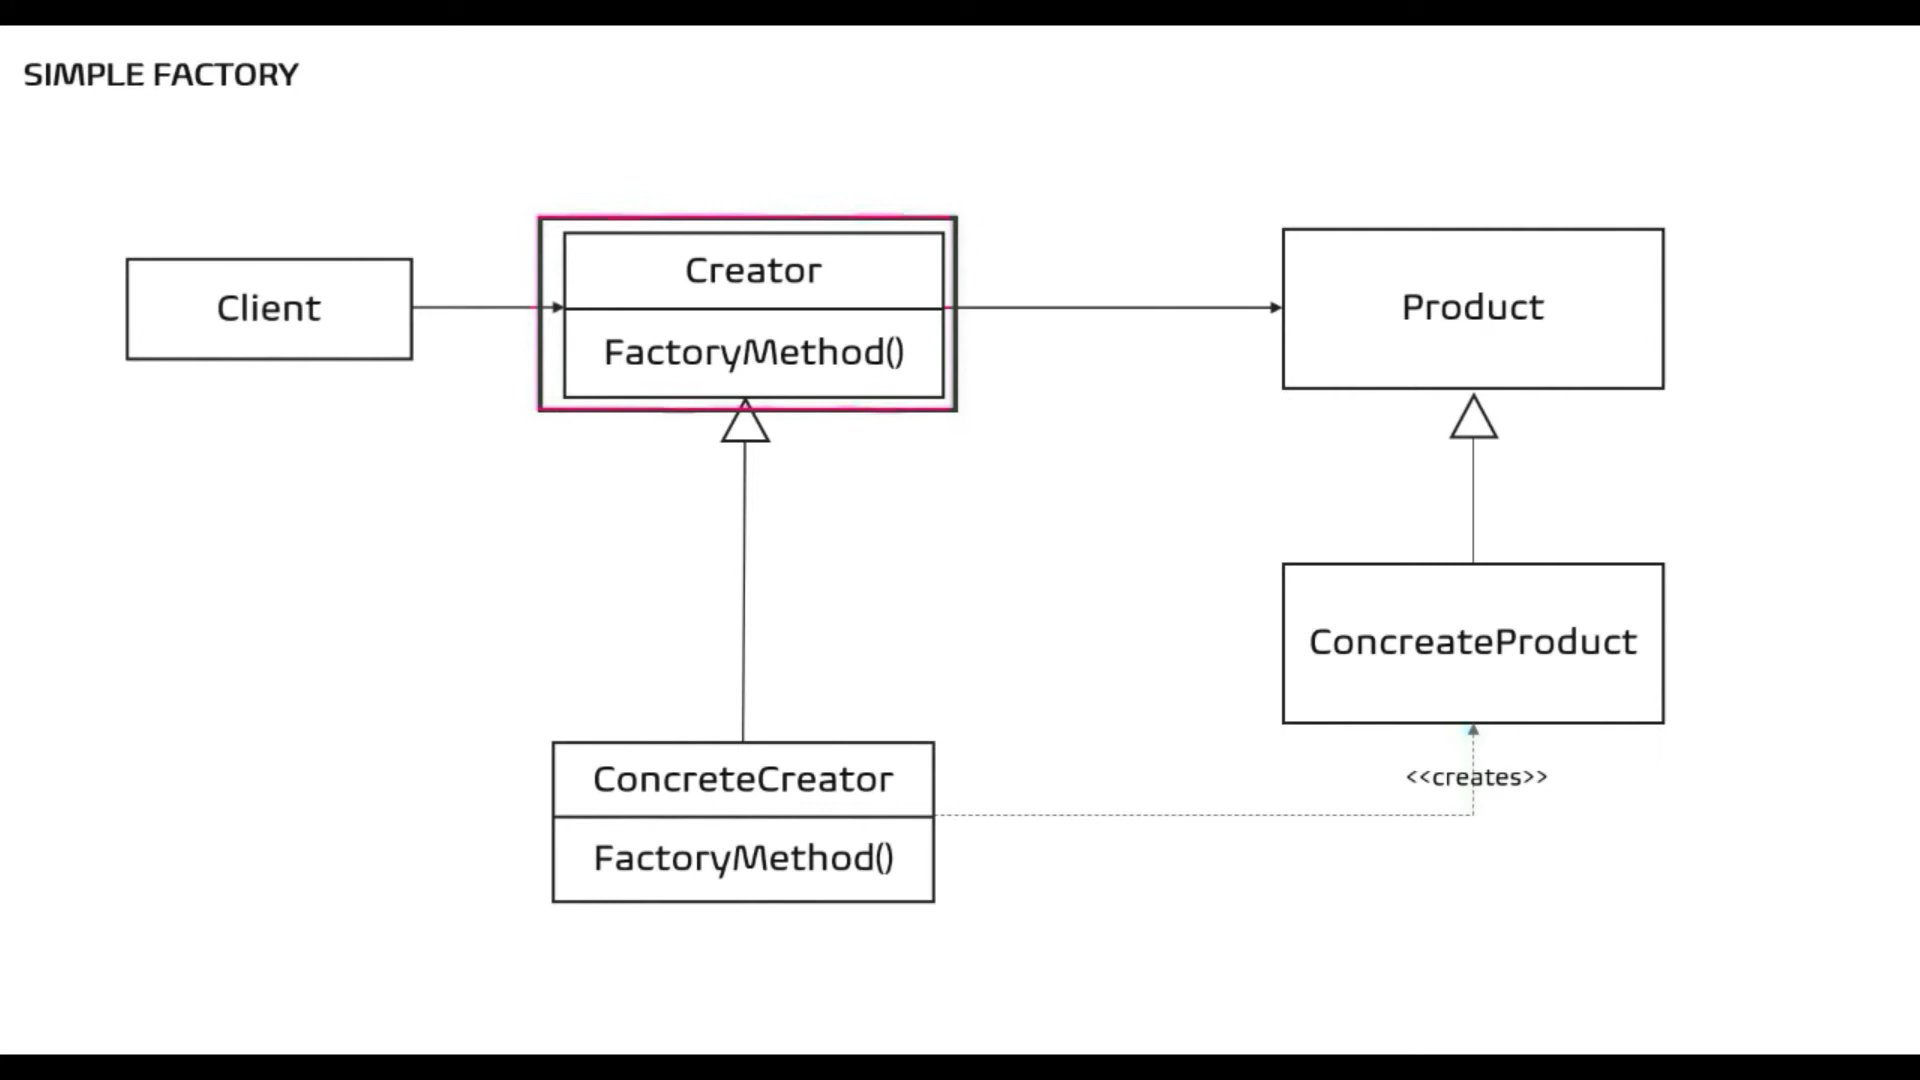 SIMPLE FACTORY
Client
Creator
FactoryMethod()
Product
ConcreateProduct
<<creates>>
ConcreteCreator
FactoryMethod()